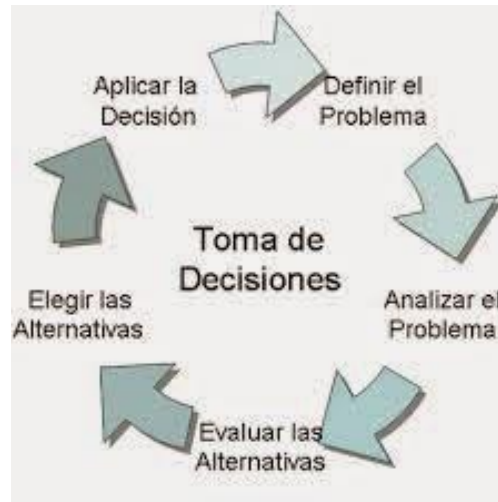 Aplicar la
Decisión
Definir el
Problema
Toma de
Decisiones
Elegir las
Alternativas
Analizar el
Problema
Evaluar las
Alternativas